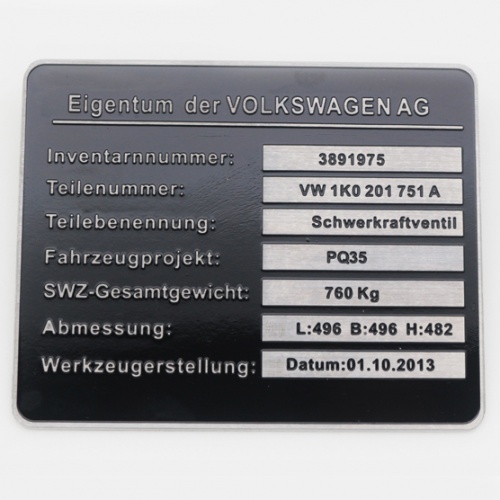 Eigentum der VOLKSWAGEN AG
Inventarnnummer: 3891975
Teilenummer: VW 1K0 201 751 A
Teilebenennung: Schwerkraftventil
Fahrzeugprojekt: PQ35
SWZ-Gesamtgewicht: 760 Kg
Abmessung: L:496 B:496 H:482
Werkzeugerstellung: Datum:01.10.2013